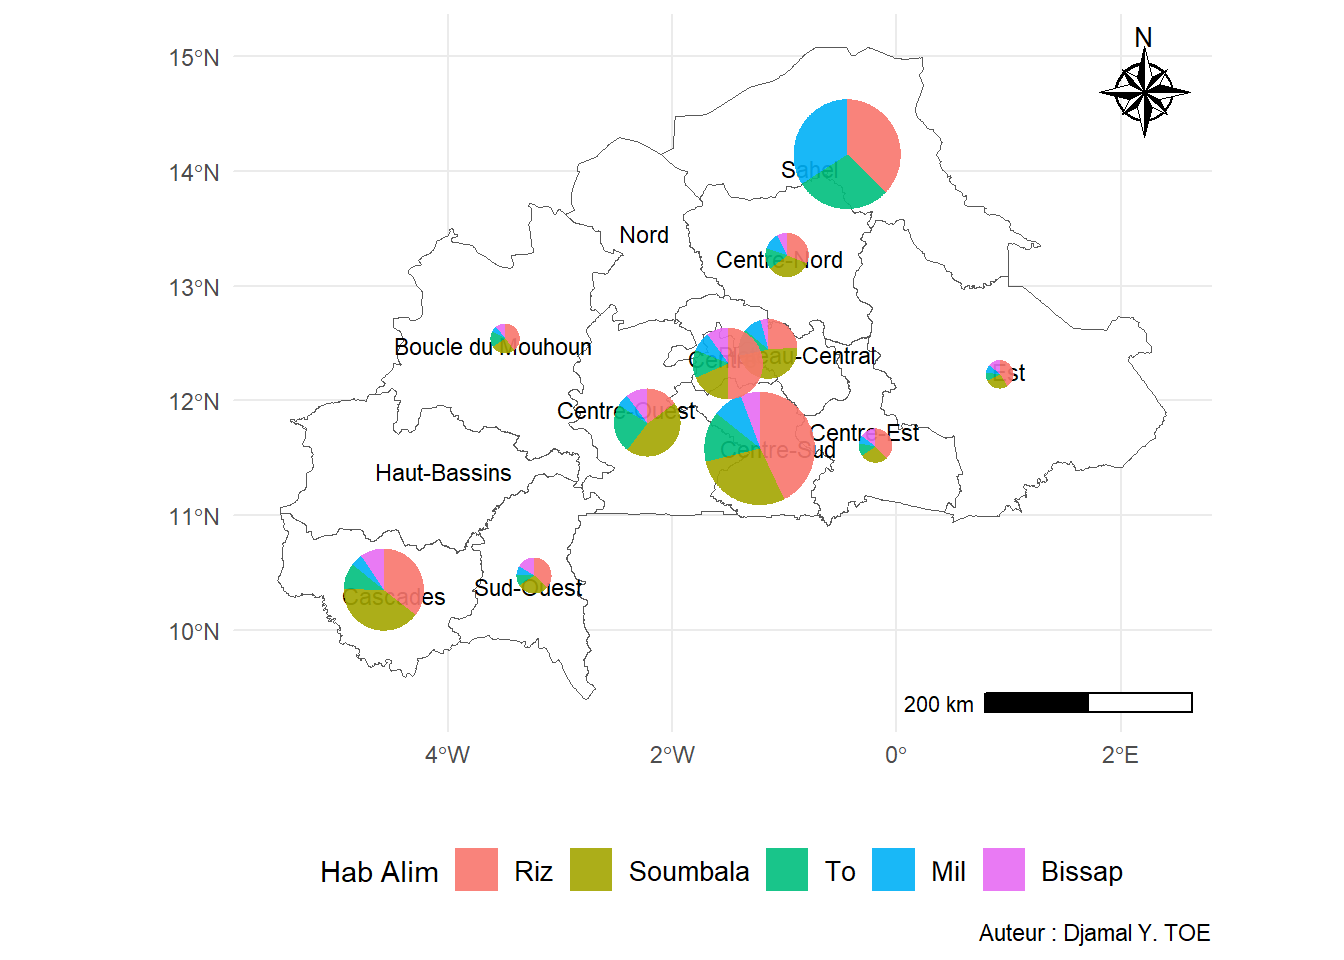 N
15°N
14°N
13°N
12°N
11°N
10°N
Sahel
Nord
Centre-Nord
Boucle du Mouhoun
Centre
Plateau-Central
Est
Centre-Ouest
Centre-Est
Centre-Sud
Haut-Bassins
Sud-Ouest
Cascades
200 km
4°W 2°W 0° 2°E
Hab Alim Riz Soumbala To Mil Bissap
Auteur : Djamal Y. TOE